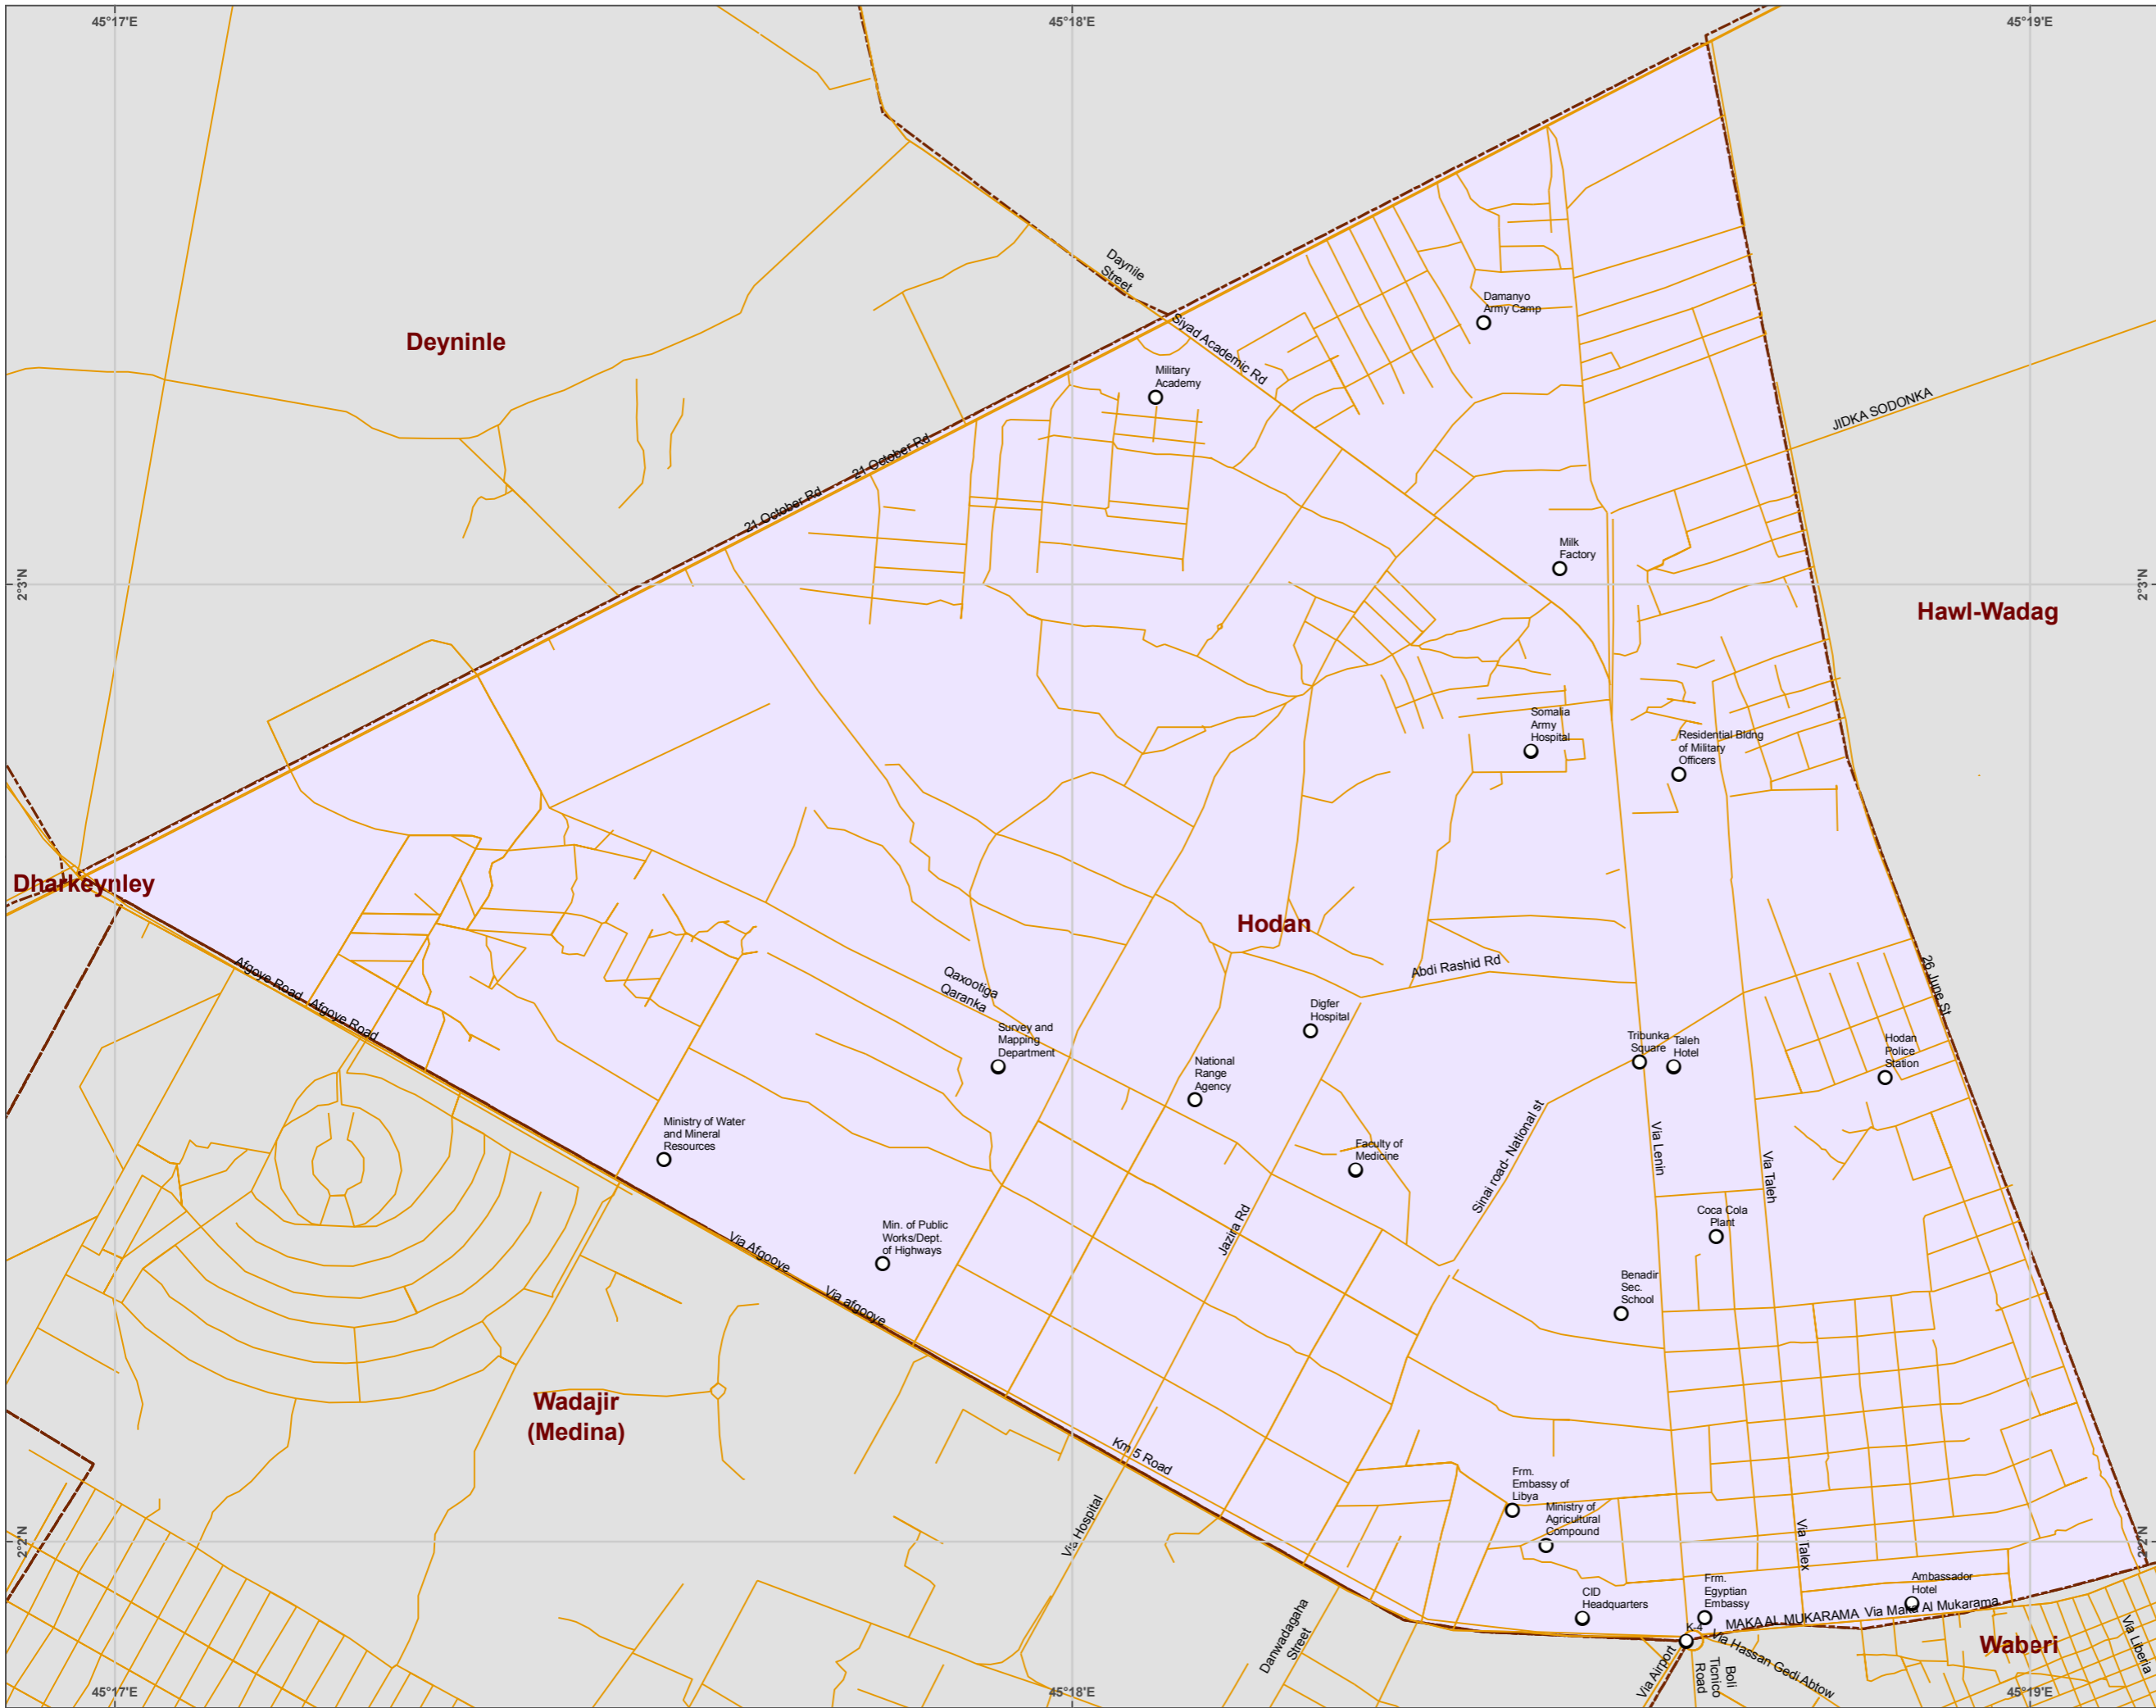 45°17'E
45°18'E
45°19'E
Daynile
Street
Siyad Academic Rd
Damanyo
Army Camp
Deyninle
Military
Academy
JIDKA SODONKA
21 October Rd
21 October Rd
Milk
Factory
2°3'N
2°3'N
Hawl-Wadag
Somalia
Army
Hospital
Residential Bldng
of Military
Officers
Dharkeynley
Hodan
Afgoye Road
Afgoye Road
Qaxootiga
Qaranka
Abdi Rashid Rd
26 June St
Survey and
Mapping
Department
Digfer
Hospital
National
Range
Agency
Tribunka
Square
Taleh
Hotel
Hodan
Police
Station
Ministry of Water
and Mineral
Resources
Faculty of
Medicine
Sinai road- National st
Via Lenin
Via Taleh
Min. of Public
Works/Dept.
of Highways
Jazira Rd
Coca Cola
Plant
Via Afgooye
Via afgooye
Benadir
Sec.
School
Wadajir
(Medina)
Km 5 Road
Frm.
Embassy of
Libya
Ministry of
Agricultural
Compound
Via Hospital
Via Talex
2°2'N
2°2'N
CID
Headquarters
Frm.
Egyptian
Embassy
Ambassador
Hotel
MAKA AL MUKARAMA
Via Maka Al Mukarama
K-4
Danwadagaha
Street
Via Airport
Via Hassan Gedi Abtow
Boli
Ticnico
Road
Waberi
Via Liberia
45°17'E
45°18'E
45°19'E